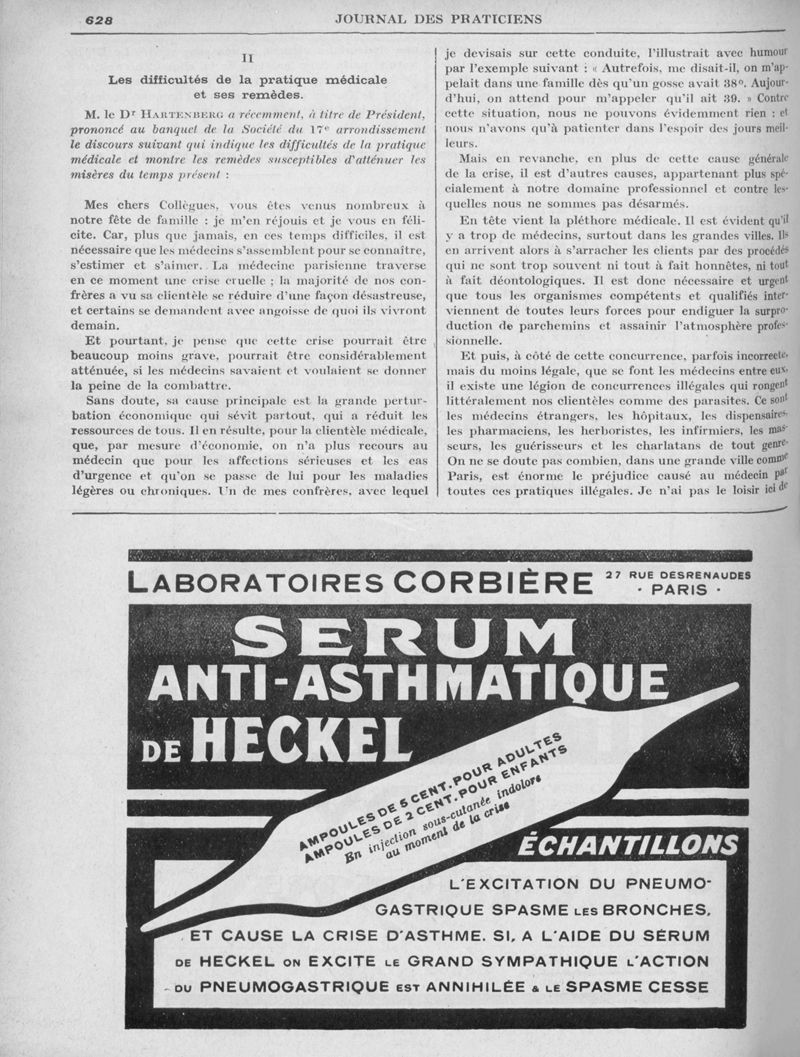 628
JOURNAL DES PRATICIENS
II
Les difficultés de la pratique médicale
et ses remèdes.
M. le Dr HARTENBERG a récemment, à titre de Président,
prononcé au banquet de la Société du 17e arrondissement
le discours suivant qui indique les difficultés de la pratique
médicale et montre les remèdes susceptibles d'atténuer les
misères du temps présent :
Mes chers Collègues, vous êtes venus nombreux à
notre fête de famille : je m'en réjouis et je vous en féli-
cite. Car, plus que jamais, en ces temps difficiles, il est
nécessaire que les médecins s'assemblent pour se connaître,
s'estimer et s'aimer. La médecine parisienne traverse
en ce moment une crise cruelle ; la majorité de nos con-
frères a vu sa clientèle se réduire d'une façon désastreuse,
et certains se demandent avec angoisse de quoi ils vivront
demain.
Et pourtant, je pense que cette crise pourrait être
beaucoup moins grave, pourrait être considérablement
atténuée, si les médecins savaient et voulaient se donner
la peine de la combattre.
Sans doute, sa cause principale est la grande pertur-
bation économique qui sévit partout, qui a réduit les
ressources de tous. Il en résulte, pour la clientèle médicale,
que, par mesure d'économie, on n'a plus recours au
médecin que pour les affections sérieuses et les cas
d'urgence et qu'on se passe de lui pour les maladies
légères ou chroniques. Un de mes confrères, avec lequel
je devisais sur cette conduite, l'illustrait avec humour
par l'exemple suivant : « Autrefois, me disait-il, on m'ap-
pelait dans une famille dès qu'un gosse avait 38°. Aujour-
d'hui, on attend pour m'appeler qu'il ait 39. » Contre
cette situation, nous ne pouvons évidemment rien : et
nous n'avons qu'à patienter dans l'espoir des jours meil-
leurs.
Mais en revanche, en plus de cette cause générale
de la crise, il est d'autres causes, appartenant plus spé-
cialement à notre domaine professionnel et contre les-
quelles nous ne sommes pas désarmés.
En tête vient la pléthore médicale. Il est évident qu'il
y a trop de médecins, surtout dans les grandes villes. Ils
en arrivent alors à s'arracher les clients par des procédés
qui ne sont trop souvent ni tout à fait honnêtes, ni tout
à fait déontologiques. Il est donc nécessaire et urgent
que tous les organismes compétents et qualifiés inter-
viennent de toutes leurs forces pour endiguer la surpro-
duction de parchemins et assainir l'atmosphère profes-
sionnelle.
Et puis, à côté de cette concurrence, parfois incorrecte,
mais du moins légale, que se font les médecins entre eux,
il existe une légion de concurrences illégales qui rongent
littéralement nos clientèles comme des parasites. Ce sont
les médecins étrangers, les hôpitaux, les dispensaires,
les pharmaciens, les herboristes, les infirmiers, les mas-
seurs, les guérisseurs et les charlatans de tout genre.
On ne se doute pas combien, dans une grande ville comme
Paris, est énorme le préjudice causé au médecin par
toutes ces pratiques illégales. Je n'ai pas le loisir ici de
LABORATOIRES CORBIÈRE 27 RUE DESRENAUDES
· PARIS ·
SERUM
ANTI-ASTHMATIQUE
DE HECKEL
AMPOULES DE 5 CENT. POUR ADULTES
AMPOULES DE 2 CENT. POUR ENFANTS
En injection sous-cutanée indolore
au moment de la crise
ÉCHANTILLONS
L'EXCITATION DU PNEUMO-
GASTRIQUE SPASME LES BRONCHES,
ET CAUSE LA CRISE D'ASTHME. SI, A L'AIDE DU SÉRUM
DE HECKEL ON EXCITE LE GRAND SYMPATHIQUE L'ACTION
DU PNEUMOGASTRIQUE EST ANNIHILÉE & LE SPASME CESSE